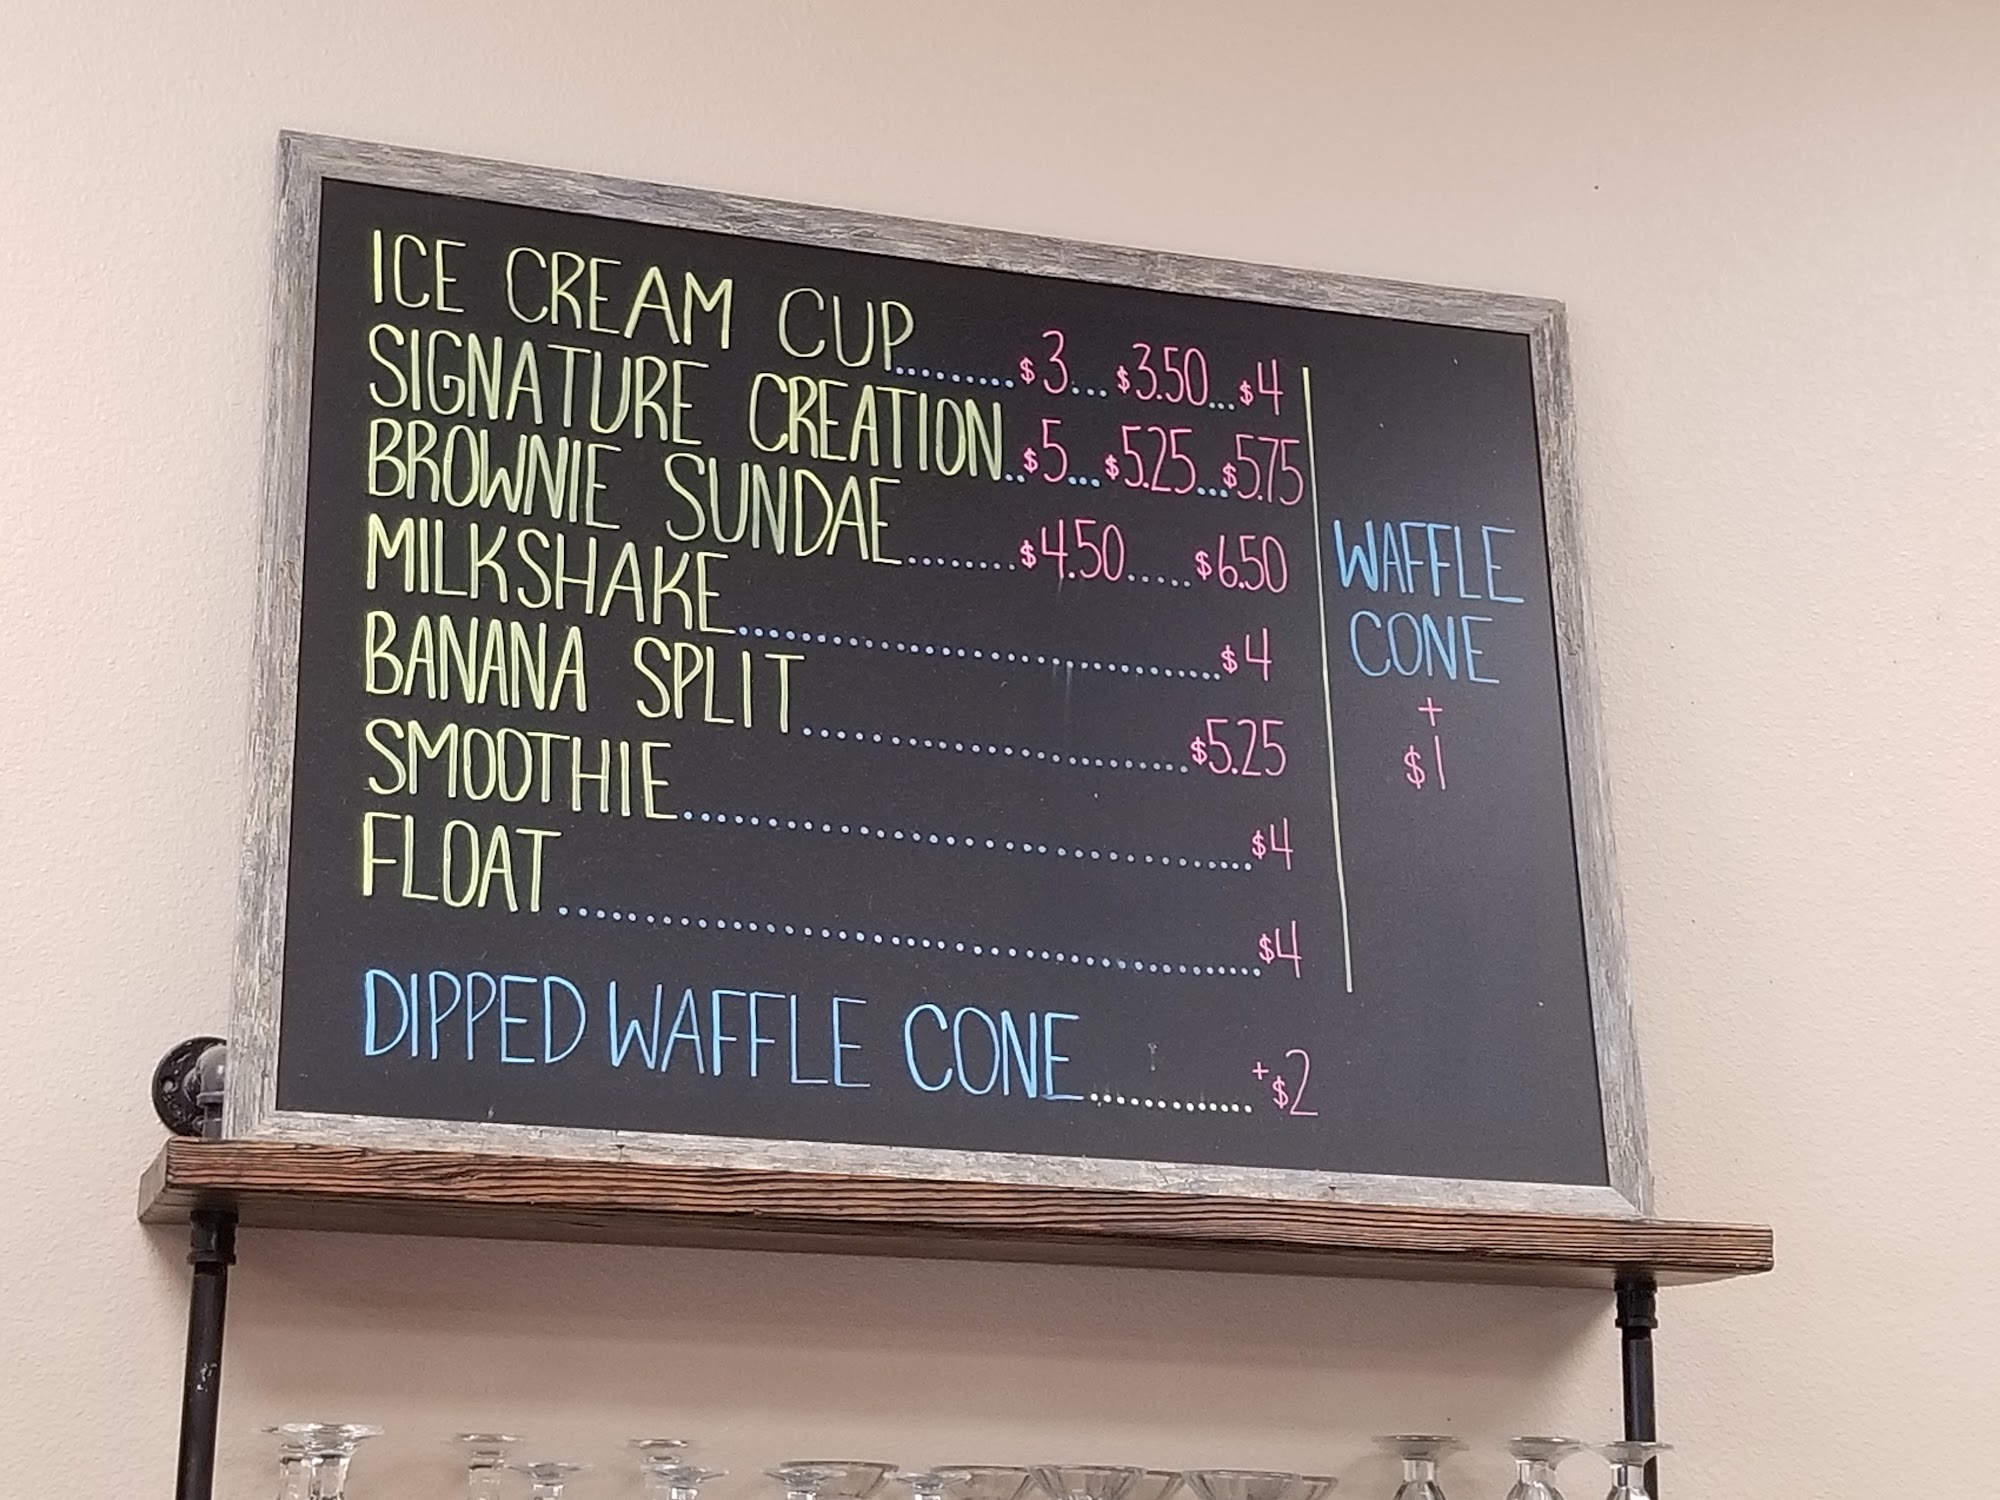 ICE CREAM CUP.........$3...$3.50...$4
SIGNATURE CREATION..$5...$5.25...$5.75
BROWNIE SUNDAE........$4.50.....$6.50
MILKSHAKE..............................$4
BANANA SPLIT......................$5.25
SMOOTHIE.................................$4
FLOAT.........................................$4
DIPPED WAFFLE CONE............+$2
WAFFLE
CONE
+
$1